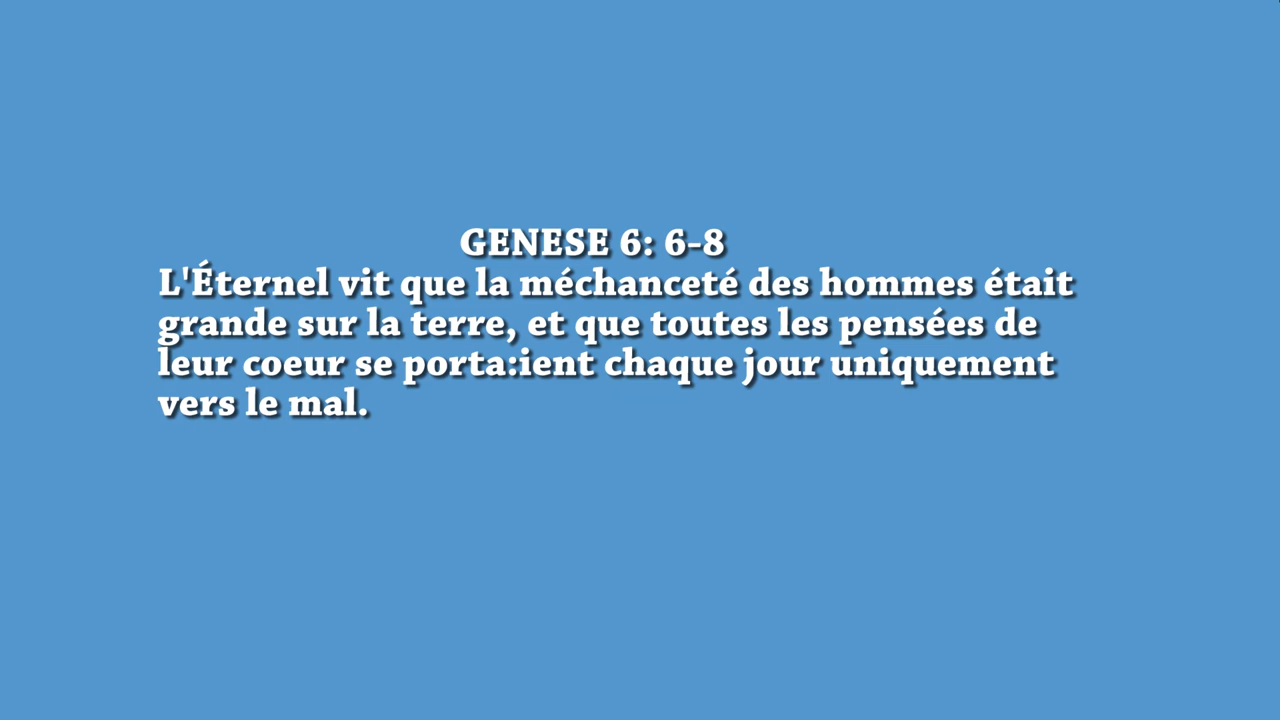 GENESE 6: 6-8
L'Éternel vit que la méchanceté des hommes était
grande sur la terre, et que toutes les pensées de
leur coeur se porta:ient chaque jour uniquement
vers le mal.